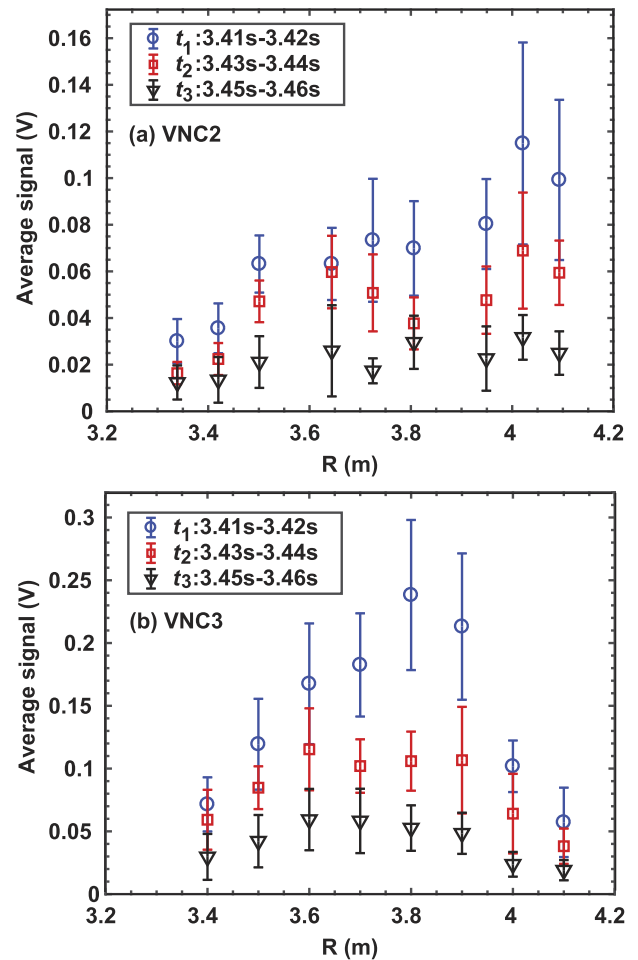 0.16
0.14
0.12
0.1
0.08
0.06
0.04
0.02
0
Average signal (V)
t1:3.41s-3.42s
t2:3.43s-3.44s
t3:3.45s-3.46s
(a) VNC2
3.2 3.4 3.6 3.8 4 4.2
R (m)
0.3
0.25
0.2
0.15
0.1
0.05
0
Average signal (V)
t1:3.41s-3.42s
t2:3.43s-3.44s
t3:3.45s-3.46s
(b) VNC3
3.2 3.4 3.6 3.8 4 4.2
R (m)